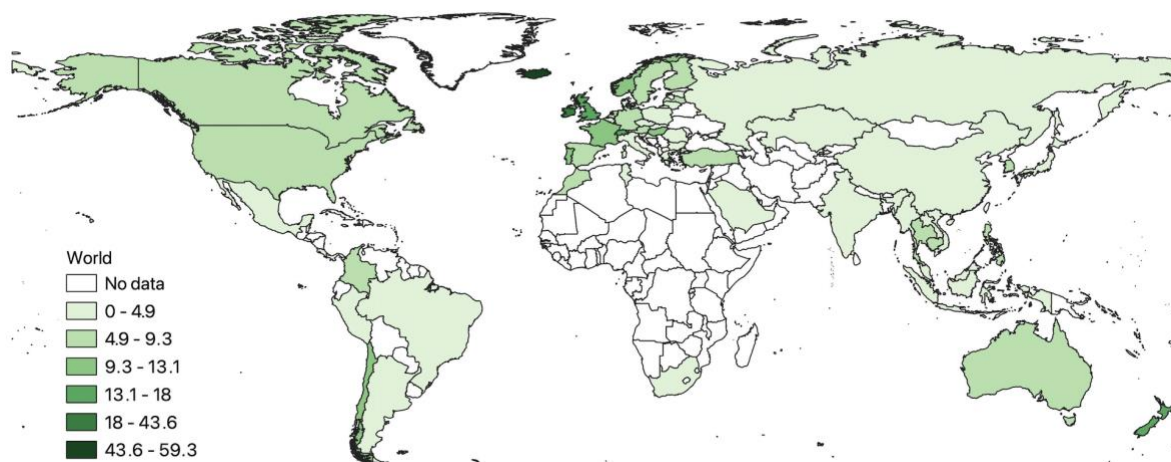 World
No data
0 - 4.9
4.9 - 9.3
9.3 - 13.1
13.1 - 18
18 - 43.6
43.6 - 59.3